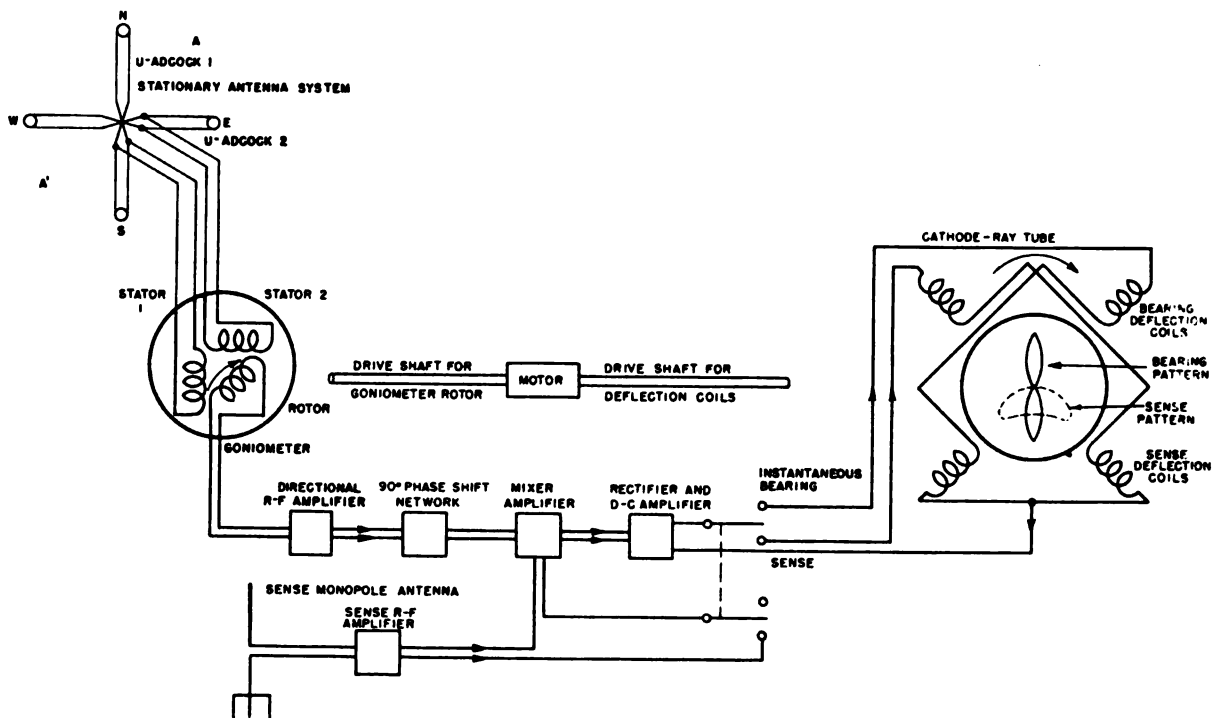 N
A
U-ADCOCK 1
STATIONARY ANTENNA SYSTEM
W
E
U-ADCOCK 2
A'
S
STATOR
1
STATOR 2
ROTOR
GONIOMETER
DRIVE SHAFT FOR
GONIOMETER ROTOR
MOTOR
DRIVE SHAFT FOR
DEFLECTION COILS
CATHODE-RAY TUBE
BEARING
DEFLECTION
COILS
BEARING
PATTERN
SENSE
PATTERN
SENSE
DEFLECTION
COILS
DIRECTIONAL
R-F AMPLIFIER
90° PHASE SHIFT
NETWORK
MIXER
AMPLIFIER
RECTIFIER AND
D-C AMPLIFIER
INSTANTANEOUS
BEARING
SENSE
SENSE MONOPOLE ANTENNA
SENSE R-F
AMPLIFIER